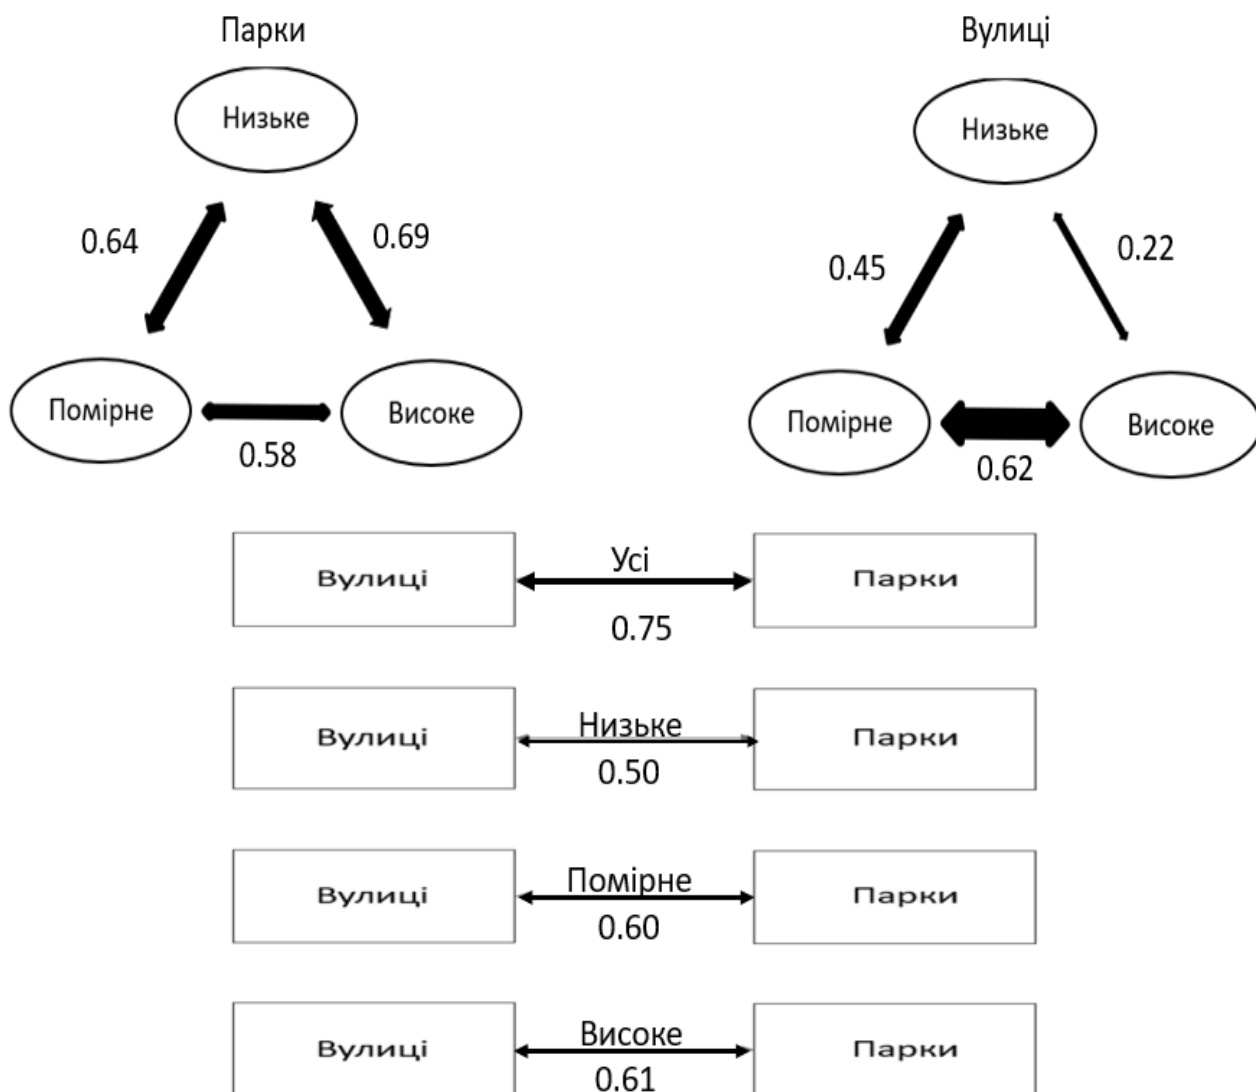 Парки
Вулиці
Низьке
Низьке
0.64
0.69
0.45
0.22
Помірне
Високе
Помірне
Високе
0.58
0.62
Вулиці
Усі
Парки
0.75
Вулиці
Низьке
Парки
0.50
Вулиці
Помірне
Парки
0.60
Вулиці
Високе
Парки
0.61